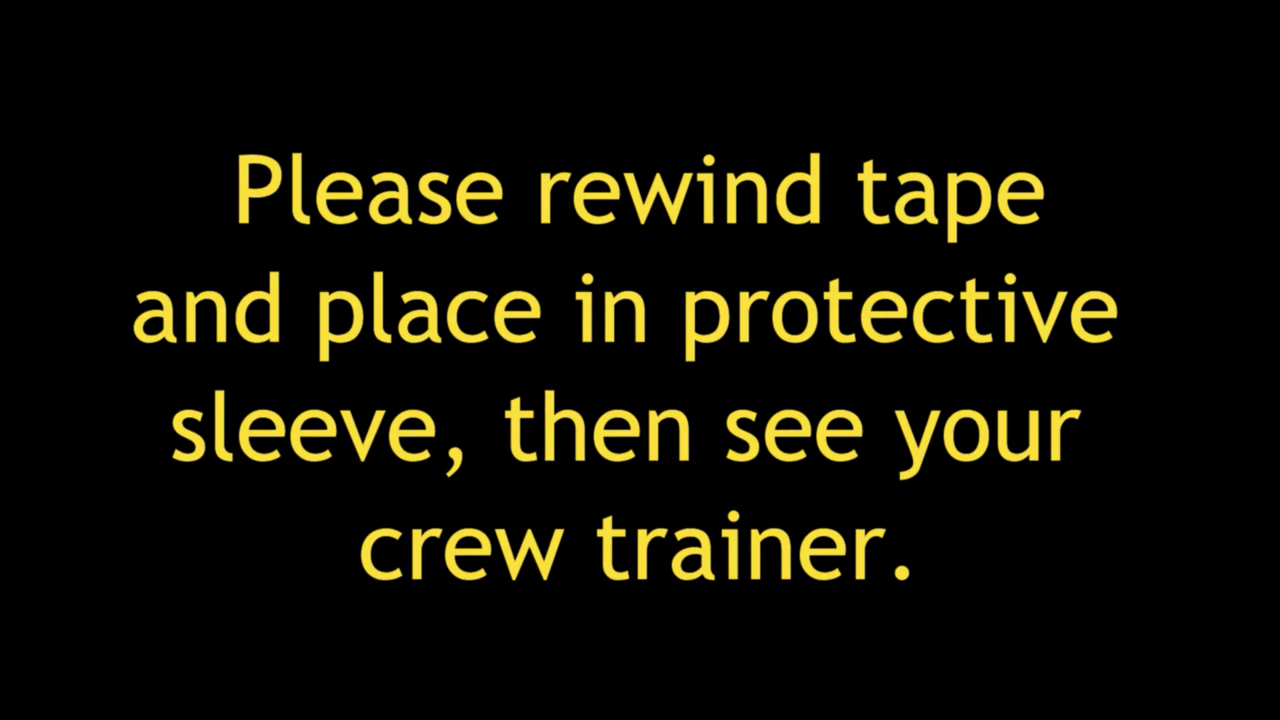 Please rewind tape
and place in protective
sleeve, then see your
crew trainer.